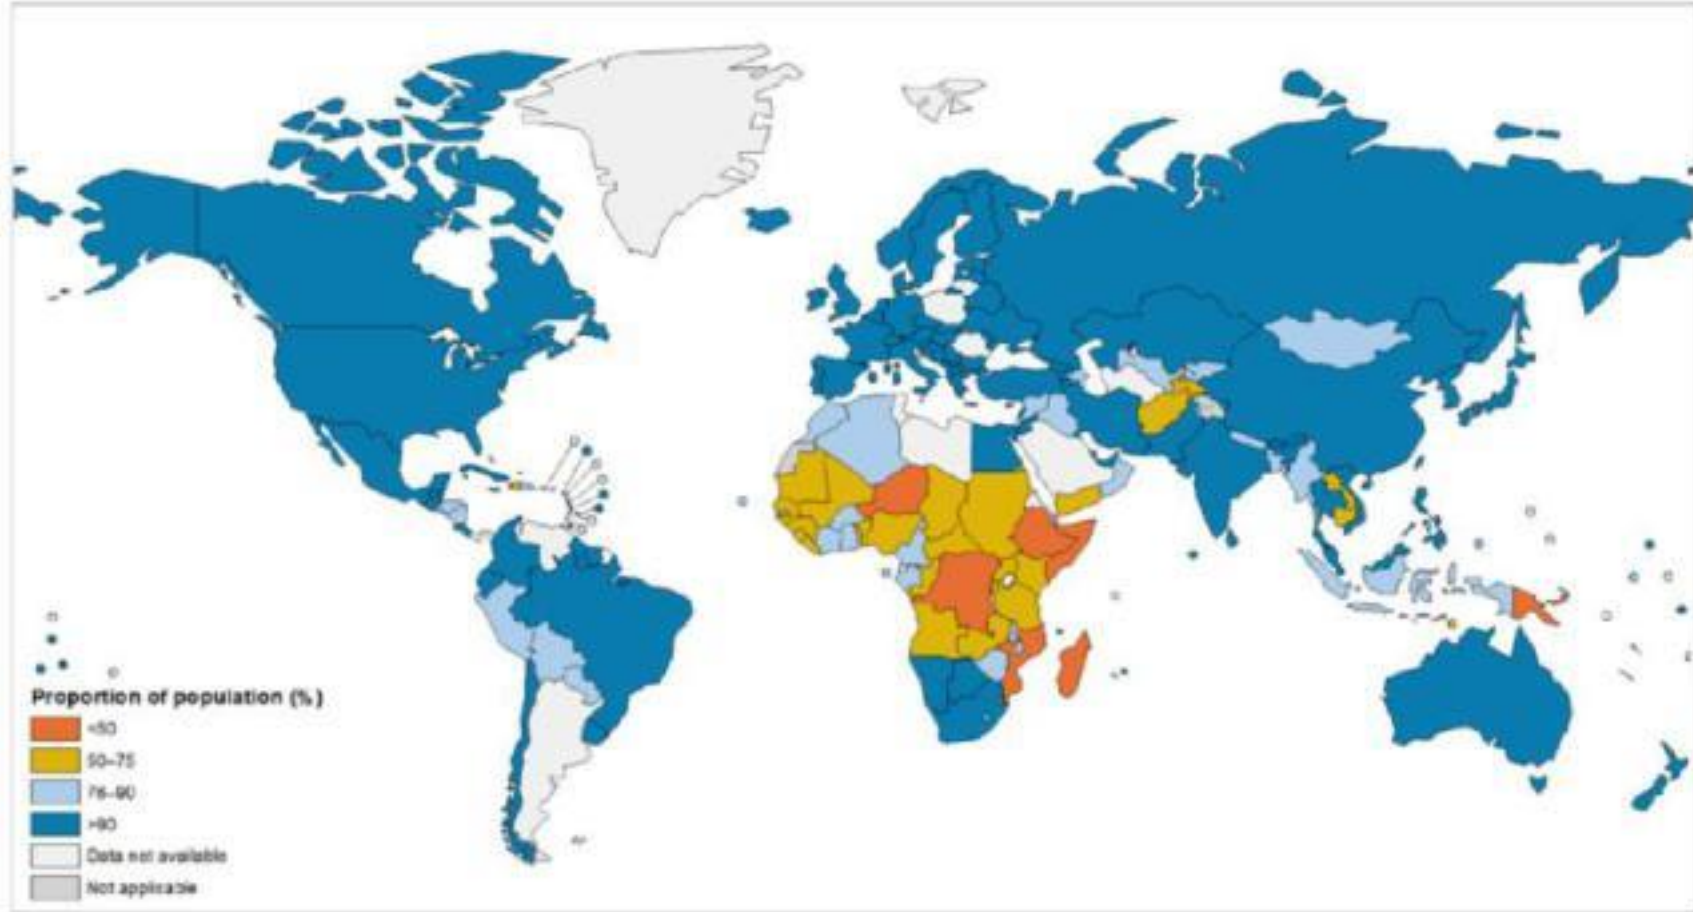 Proportion of population (%)
<50
50–75
76–90
>90
Data not available
Not applicable